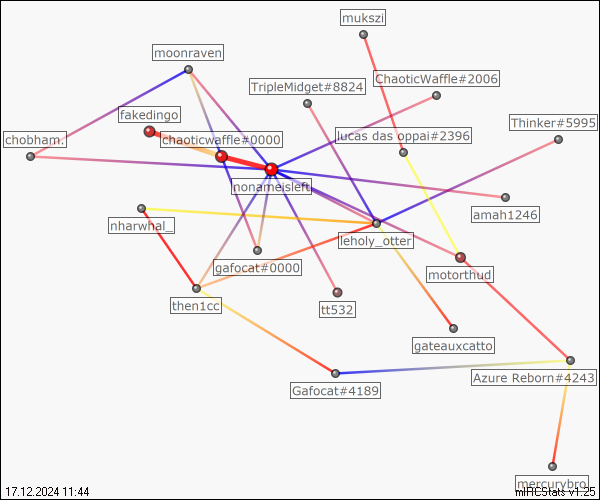 mukszi
moonraven
ChaoticWaffle#2006
TripleMidget#8824
fakedingo
Thinker#5995
chobham.
chaoticwaffle#0000
lucas das oppai#2396
nonameisleft
amah1246
nharwhal_
leholy_otter
gafocat#0000
motorthud
then1cc
tt532
gateauxcatto
Azure Reborn#4243
Gafocat#4189
mercurybro
17.12.2024 11:44
mIRCStats v1.25